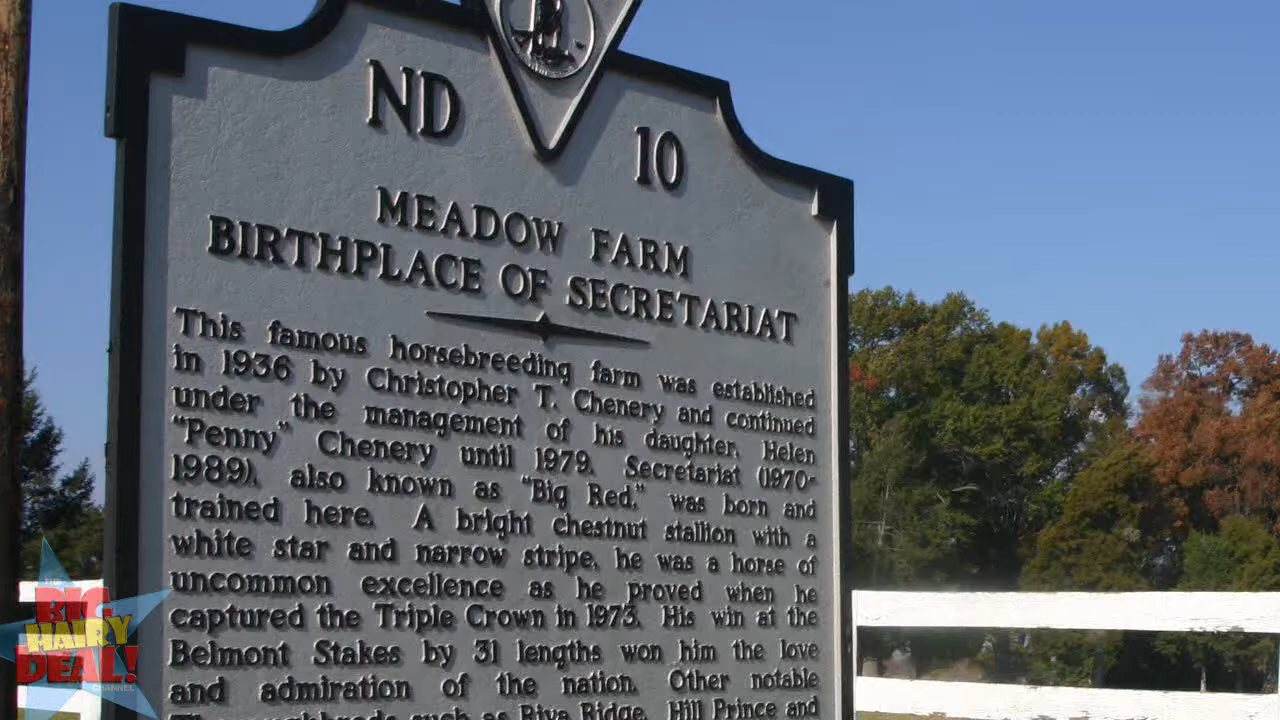 ND 10
MEADOW FARM
BIRTHPLACE OF SECRETARIAT
This famous horsebreeding farm was established
in 1936 by Christopher T. Chenery and continued
under the management of his daughter, Helen
"Penny" Chenery until 1979. Secretariat (1970-
1989), also known as "Big Red," was born and
trained here. A bright chestnut stallion with a
white star and narrow stripe, he was a horse of
uncommon excellence as he proved when he
captured the Triple Crown in 1973. His win at the
Belmont Stakes by 31 lengths won him the love
and admiration of the nation. Other notable
Thoroughbreds such as Riva Ridge, Hill Prince and
THE
BIG
HAIRY
DEAL!
CHANNEL